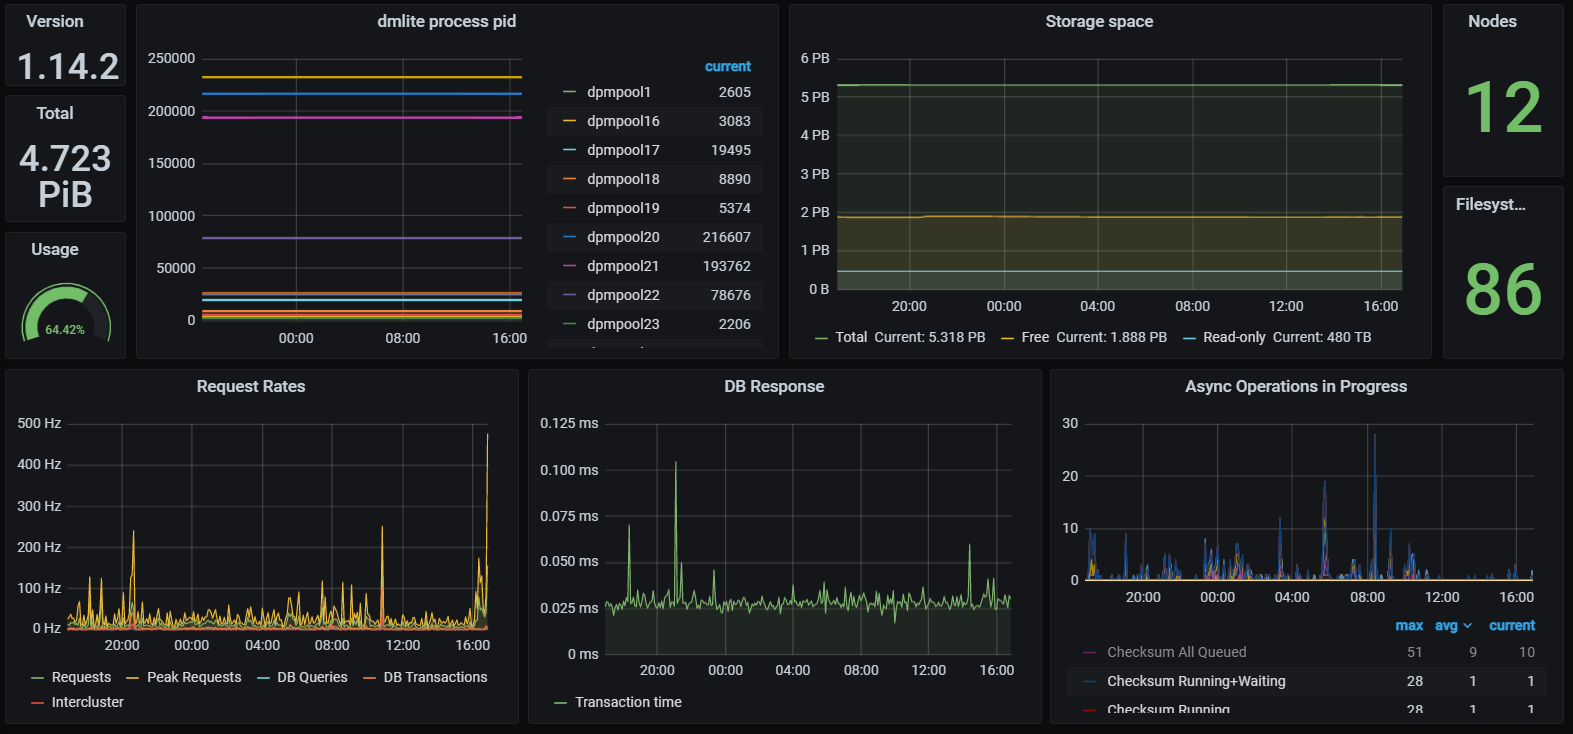 Version
1.14.2
Total
4.723
PiB
Usage
64.42%
dmlite process pid
250000
200000
150000
100000
50000
0
00:00 08:00 16:00
current
dpmpool1 2605
dpmpool16 3083
dpmpool17 19495
dpmpool18 8890
dpmpool19 5374
dpmpool20 216607
dpmpool21 193762
dpmpool22 78676
dpmpool23 2206
Storage space
6 PB
5 PB
4 PB
3 PB
2 PB
1 PB
0 B
20:00 00:00 04:00 08:00 12:00 16:00
Total Current: 5.318 PB Free Current: 1.888 PB Read-only Current: 480 TB
Nodes
12
Filesyst...
86
Request Rates
500 Hz
400 Hz
300 Hz
200 Hz
100 Hz
0 Hz
20:00 00:00 04:00 08:00 12:00 16:00
Requests Peak Requests DB Queries DB Transactions
Intercluster
DB Response
0.125 ms
0.100 ms
0.075 ms
0.050 ms
0.025 ms
0 ms
20:00 00:00 04:00 08:00 12:00 16:00
Transaction time
Async Operations in Progress
30
20
10
0
20:00 00:00 04:00 08:00 12:00 16:00
max avg current
Checksum All Queued 51 9 10
Checksum Running+Waiting 28 1 1
Checksum Running 28 1 1